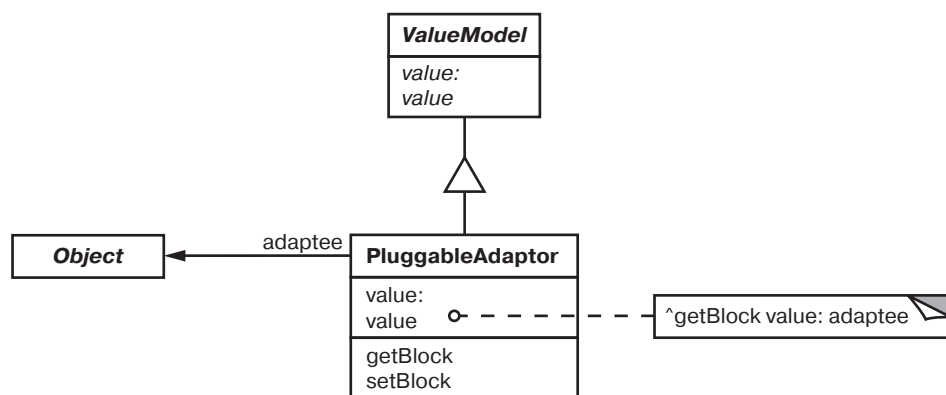 ValueModel
value:
value
Object
adaptee
PluggableAdaptor
value:
value
^getBlock value: adaptee
getBlock
setBlock